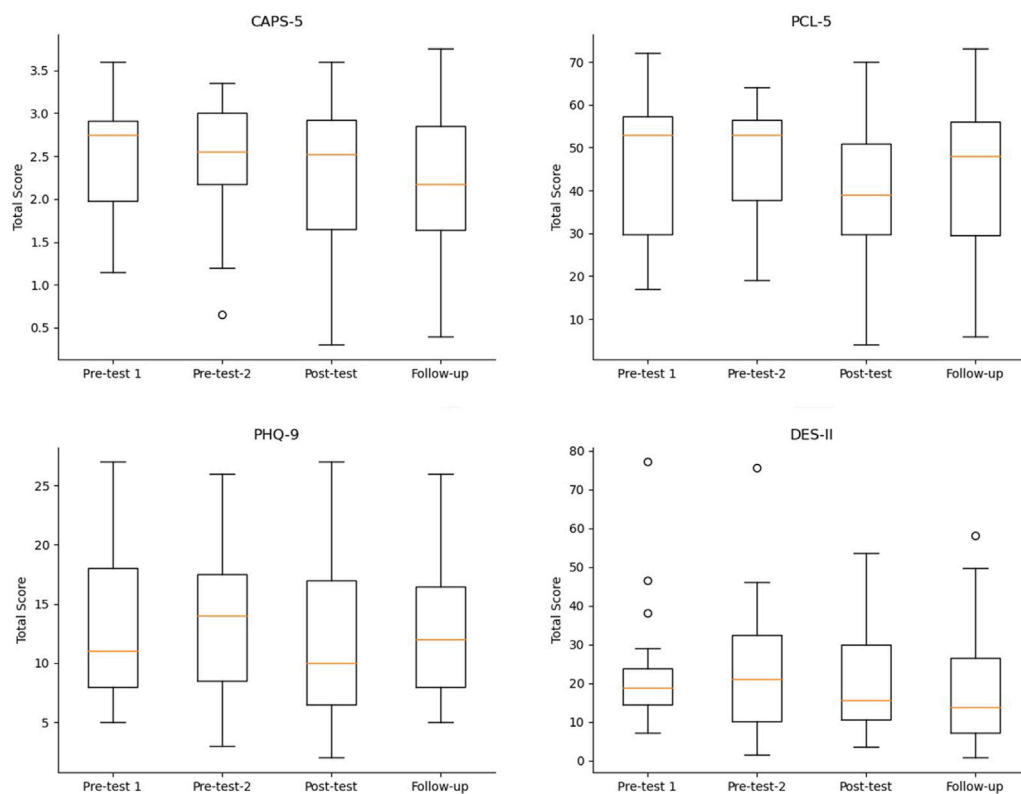 CAPS-5
Total Score
3.5
3.0
2.5
2.0
1.5
1.0
0.5
Pre-test 1 Pre-test-2 Post-test Follow-up
PCL-5
Total Score
70
60
50
40
30
20
10
Pre-test 1 Pre-test-2 Post-test Follow-up
PHQ-9
Total Score
25
20
15
10
5
Pre-test 1 Pre-test-2 Post-test Follow-up
DES-II
Total Score
80
70
60
50
40
30
20
10
0
Pre-test 1 Pre-test-2 Post-test Follow-up